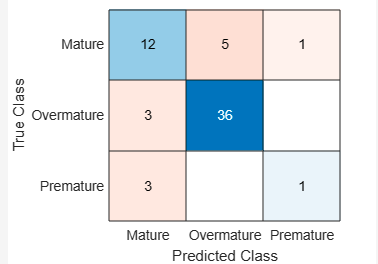 Mature 12 5 1
Overmature 3 36
Premature 3 1
Mature Overmature Premature
Predicted Class
True Class